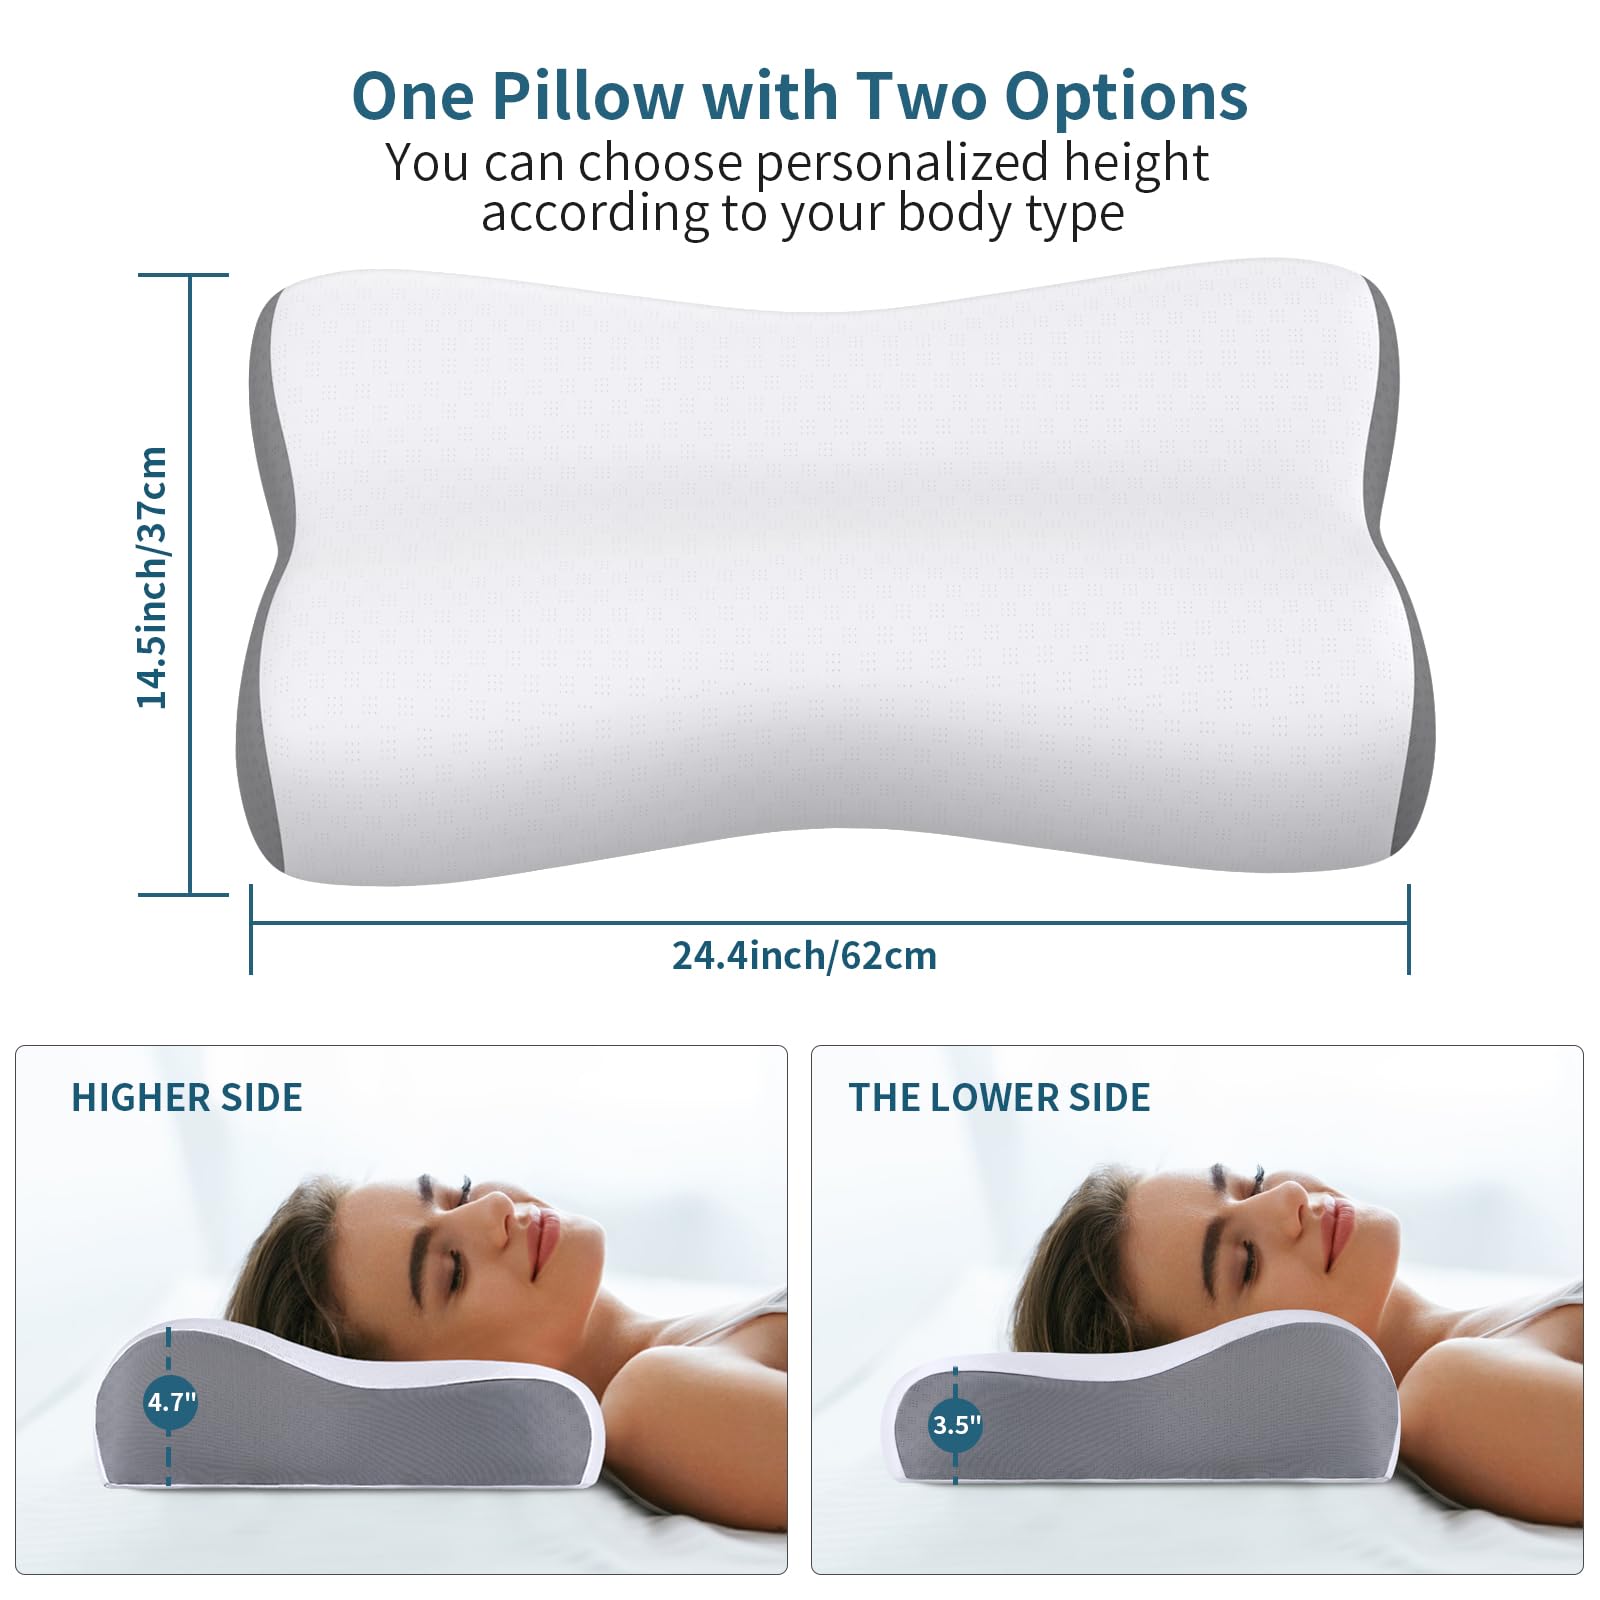 One Pillow with Two Options
You can choose personalized height
according to your body type
14.5inch/37cm
24.4inch/62cm
HIGHER SIDE
4.7"
THE LOWER SIDE
3.5"